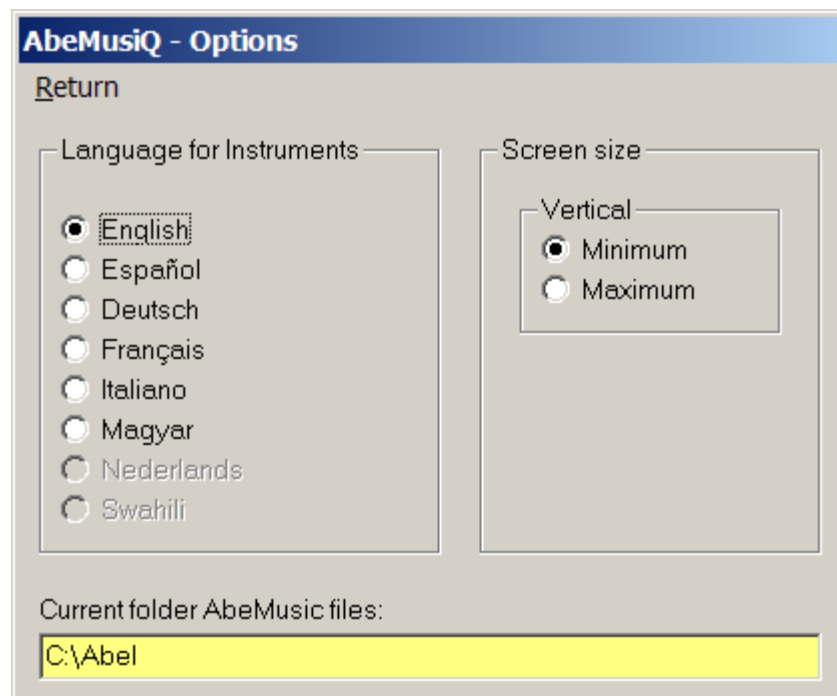 AbeMusiQ - Options
Return
Language for Instruments
English
Español
Deutsch
Français
Italiano
Magyar
Nederlands
Swahili
Screen size
Vertical
Minimum
Maximum
Current folder AbeMusic files:
C:\Abel